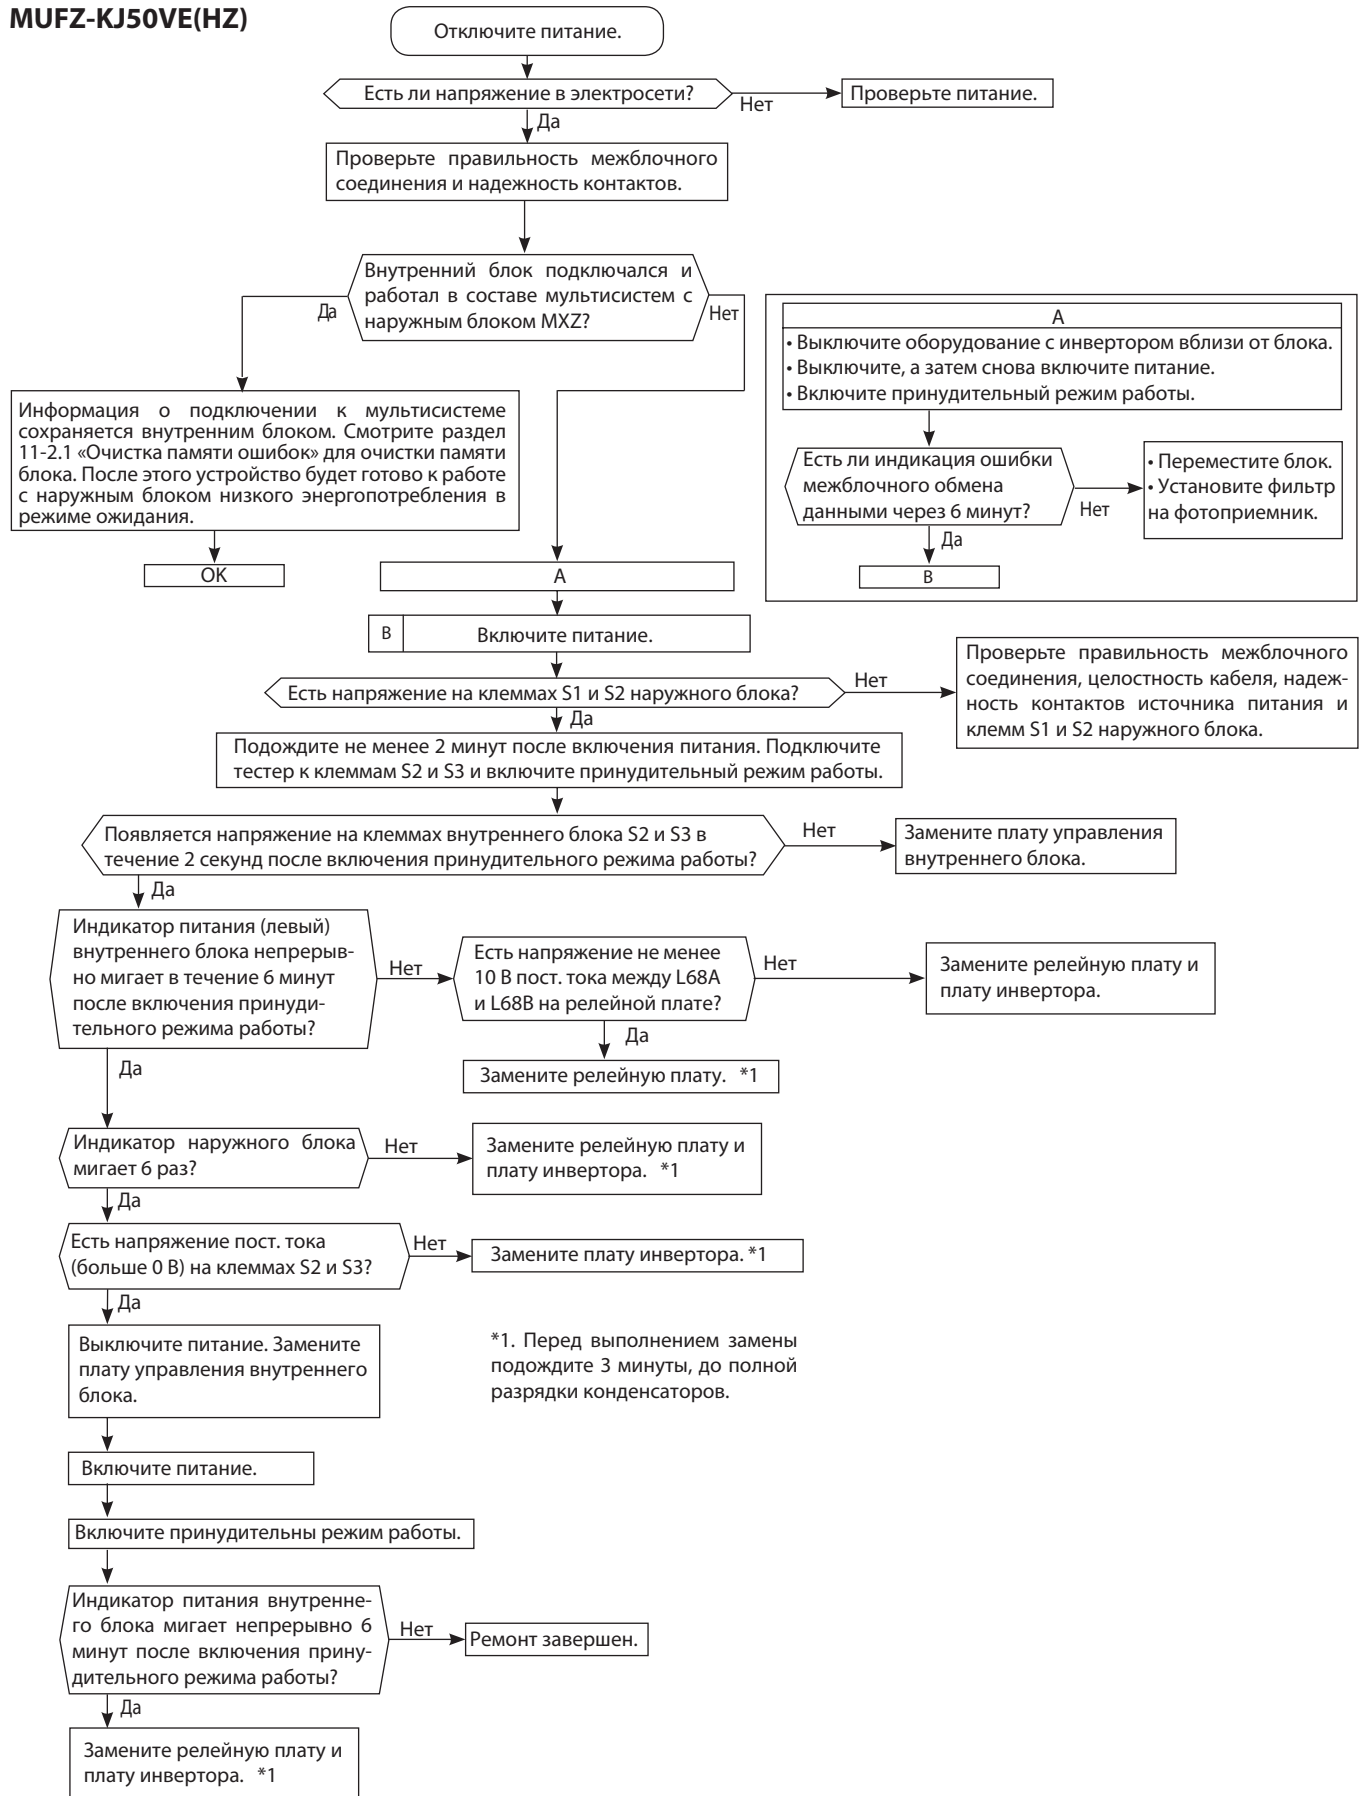 MUFZ-KJ50VE(HZ)
Отключите питание.
Есть ли напряжение в электросети?
Нет
Проверьте питание.
Да
Проверьте правильность межблочного
соединения и надежность контактов.
Внутренний блок подключался и
работал в составе мультисистем с
наружным блоком MXZ?
Да
Нет
Информация о подключении к мультисистеме
сохраняется внутренним блоком. Смотрите раздел
11-2.1 «Очистка памяти ошибок» для очистки памяти
блока. После этого устройство будет готово к работе
с наружным блоком низкого энергопотребления в
режиме ожидания.
OK
A
• Выключите оборудование с инвертором вблизи от блока.
• Выключите, а затем снова включите питание.
• Включите принудительный режим работы.
Есть ли индикация ошибки
межблочного обмена
данными через 6 минут?
Нет
• Переместите блок.
• Установите фильтр
на фотоприемник.
Да
B
A
B
Включите питание.
Есть напряжение на клеммах S1 и S2 наружного блока?
Нет
Проверьте правильность межблочного
соединения, целостность кабеля, надеж-
ность контактов источника питания и
клемм S1 и S2 наружного блока.
Да
Подождите не менее 2 минут после включения питания. Подключите
тестер к клеммам S2 и S3 и включите принудительный режим работы.
Появляется напряжение на клеммах внутреннего блока S2 и S3 в
течение 2 секунд после включения принудительного режима работы?
Нет
Замените плату управления
внутреннего блока.
Да
Индикатор питания (левый)
внутреннего блока непрерыв-
но мигает в течение 6 минут
после включения принуди-
тельного режима работы?
Нет
Есть напряжение не менее
10 В пост. тока между L68A
и L68B на релейной плате?
Нет
Замените релейную плату и
плату инвертора.
Да
Замените релейную плату. *1
Да
Индикатор наружного блока
мигает 6 раз?
Нет
Замените релейную плату и
плату инвертора. *1
Да
Есть напряжение пост. тока
(больше 0 В) на клеммах S2 и S3?
Нет
Замените плату инвертора. *1
Да
Выключите питание. Замените
плату управления внутреннего
блока.
*1. Перед выполнением замены
подождите 3 минуты, до полной
разрядки конденсаторов.
Включите питание.
Включите принудительны режим работы.
Индикатор питания внутренне-
го блока мигает непрерывно 6
минут после включения прину-
дительного режима работы?
Нет
Ремонт завершен.
Да
Замените релейную плату и
плату инвертора. *1